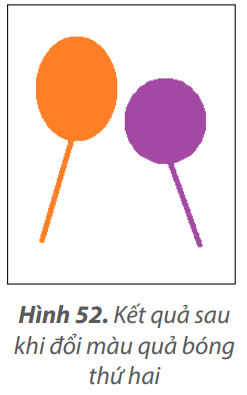 Hình 52. Kết quả sau
khi đổi màu quả bóng
thứ hai